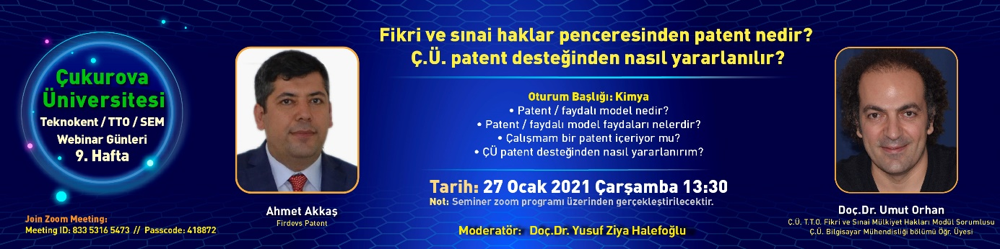 Çukurova
Üniversitesi
Teknokent / TTO / SEM
Webinar Günleri
9. Hafta
Join Zoom Meeting:
Meeting ID: 833 5316 5473 // Passcode: 418872
Ahmet Akkaş
Firdevs Patent
Fikri ve sınai haklar penceresinden patent nedir?
Ç.Ü. patent desteğinden nasıl yararlanılır?
Oturum Başlığı: Kimya
• Patent / faydalı model nedir?
• Patent / faydalı model faydaları nelerdir?
• Çalışmam bir patent içeriyor mu?
• ÇÜ patent desteğinden nasıl yararlanırım?
Tarih: 27 Ocak 2021 Çarşamba 13:30
Not: Seminer zoom programı üzerinden gerçekleştirilecektir.
Moderatör: Doç.Dr. Yusuf Ziya Halefoğlu
Doç.Dr. Umut Orhan
Ç.Ü. T.T.O. Fikri ve Sınai Mülkiyet Hakları Modül Sorumlusu
Ç.Ü. Bilgisayar Mühendisliği bölümü Öğr. Üyesi